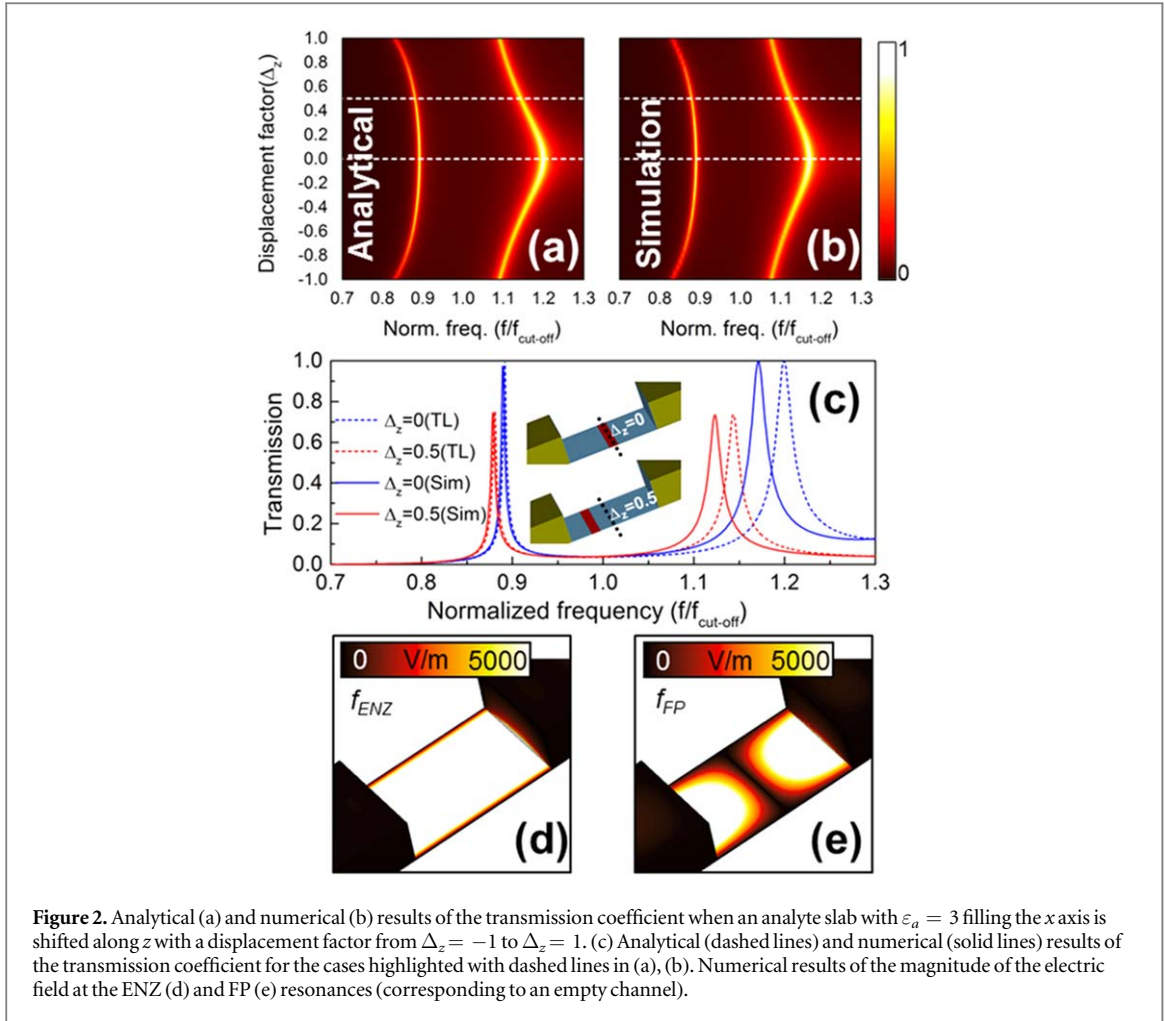 1.0
0.8
0.6
0.4
0.2
0.0
-0.2
-0.4
-0.6
-0.8
-1.0
Displacement factor(Δz)
Analytical
(a)
0.7 0.8 0.9 1.0 1.1 1.2 1.3
Norm. freq. (f/fcut-off)
Simulation
(b)
0.7 0.8 0.9 1.0 1.1 1.2 1.3
Norm. freq. (f/fcut-off)
1
0
1.0
0.8
0.6
0.4
0.2
0.0
Transmission
Δz=0(TL)
Δz=0.5(TL)
Δz=0(Sim)
Δz=0.5(Sim)
Δz=0
Δz=0.5
(c)
0.7 0.8 0.9 1.0 1.1 1.2 1.3
Normalized frequency (f/fcut-off)
0 V/m 5000
fENZ
(d)
0 V/m 5000
fFP
(e)
Figure 2. Analytical (a) and numerical (b) results of the transmission coefficient when an analyte slab with εa = 3 filling the x axis is
shifted along z with a displacement factor from Δz = −1 to Δz = 1. (c) Analytical (dashed lines) and numerical (solid lines) results of
the transmission coefficient for the cases highlighted with dashed lines in (a), (b). Numerical results of the magnitude of the electric
field at the ENZ (d) and FP (e) resonances (corresponding to an empty channel).